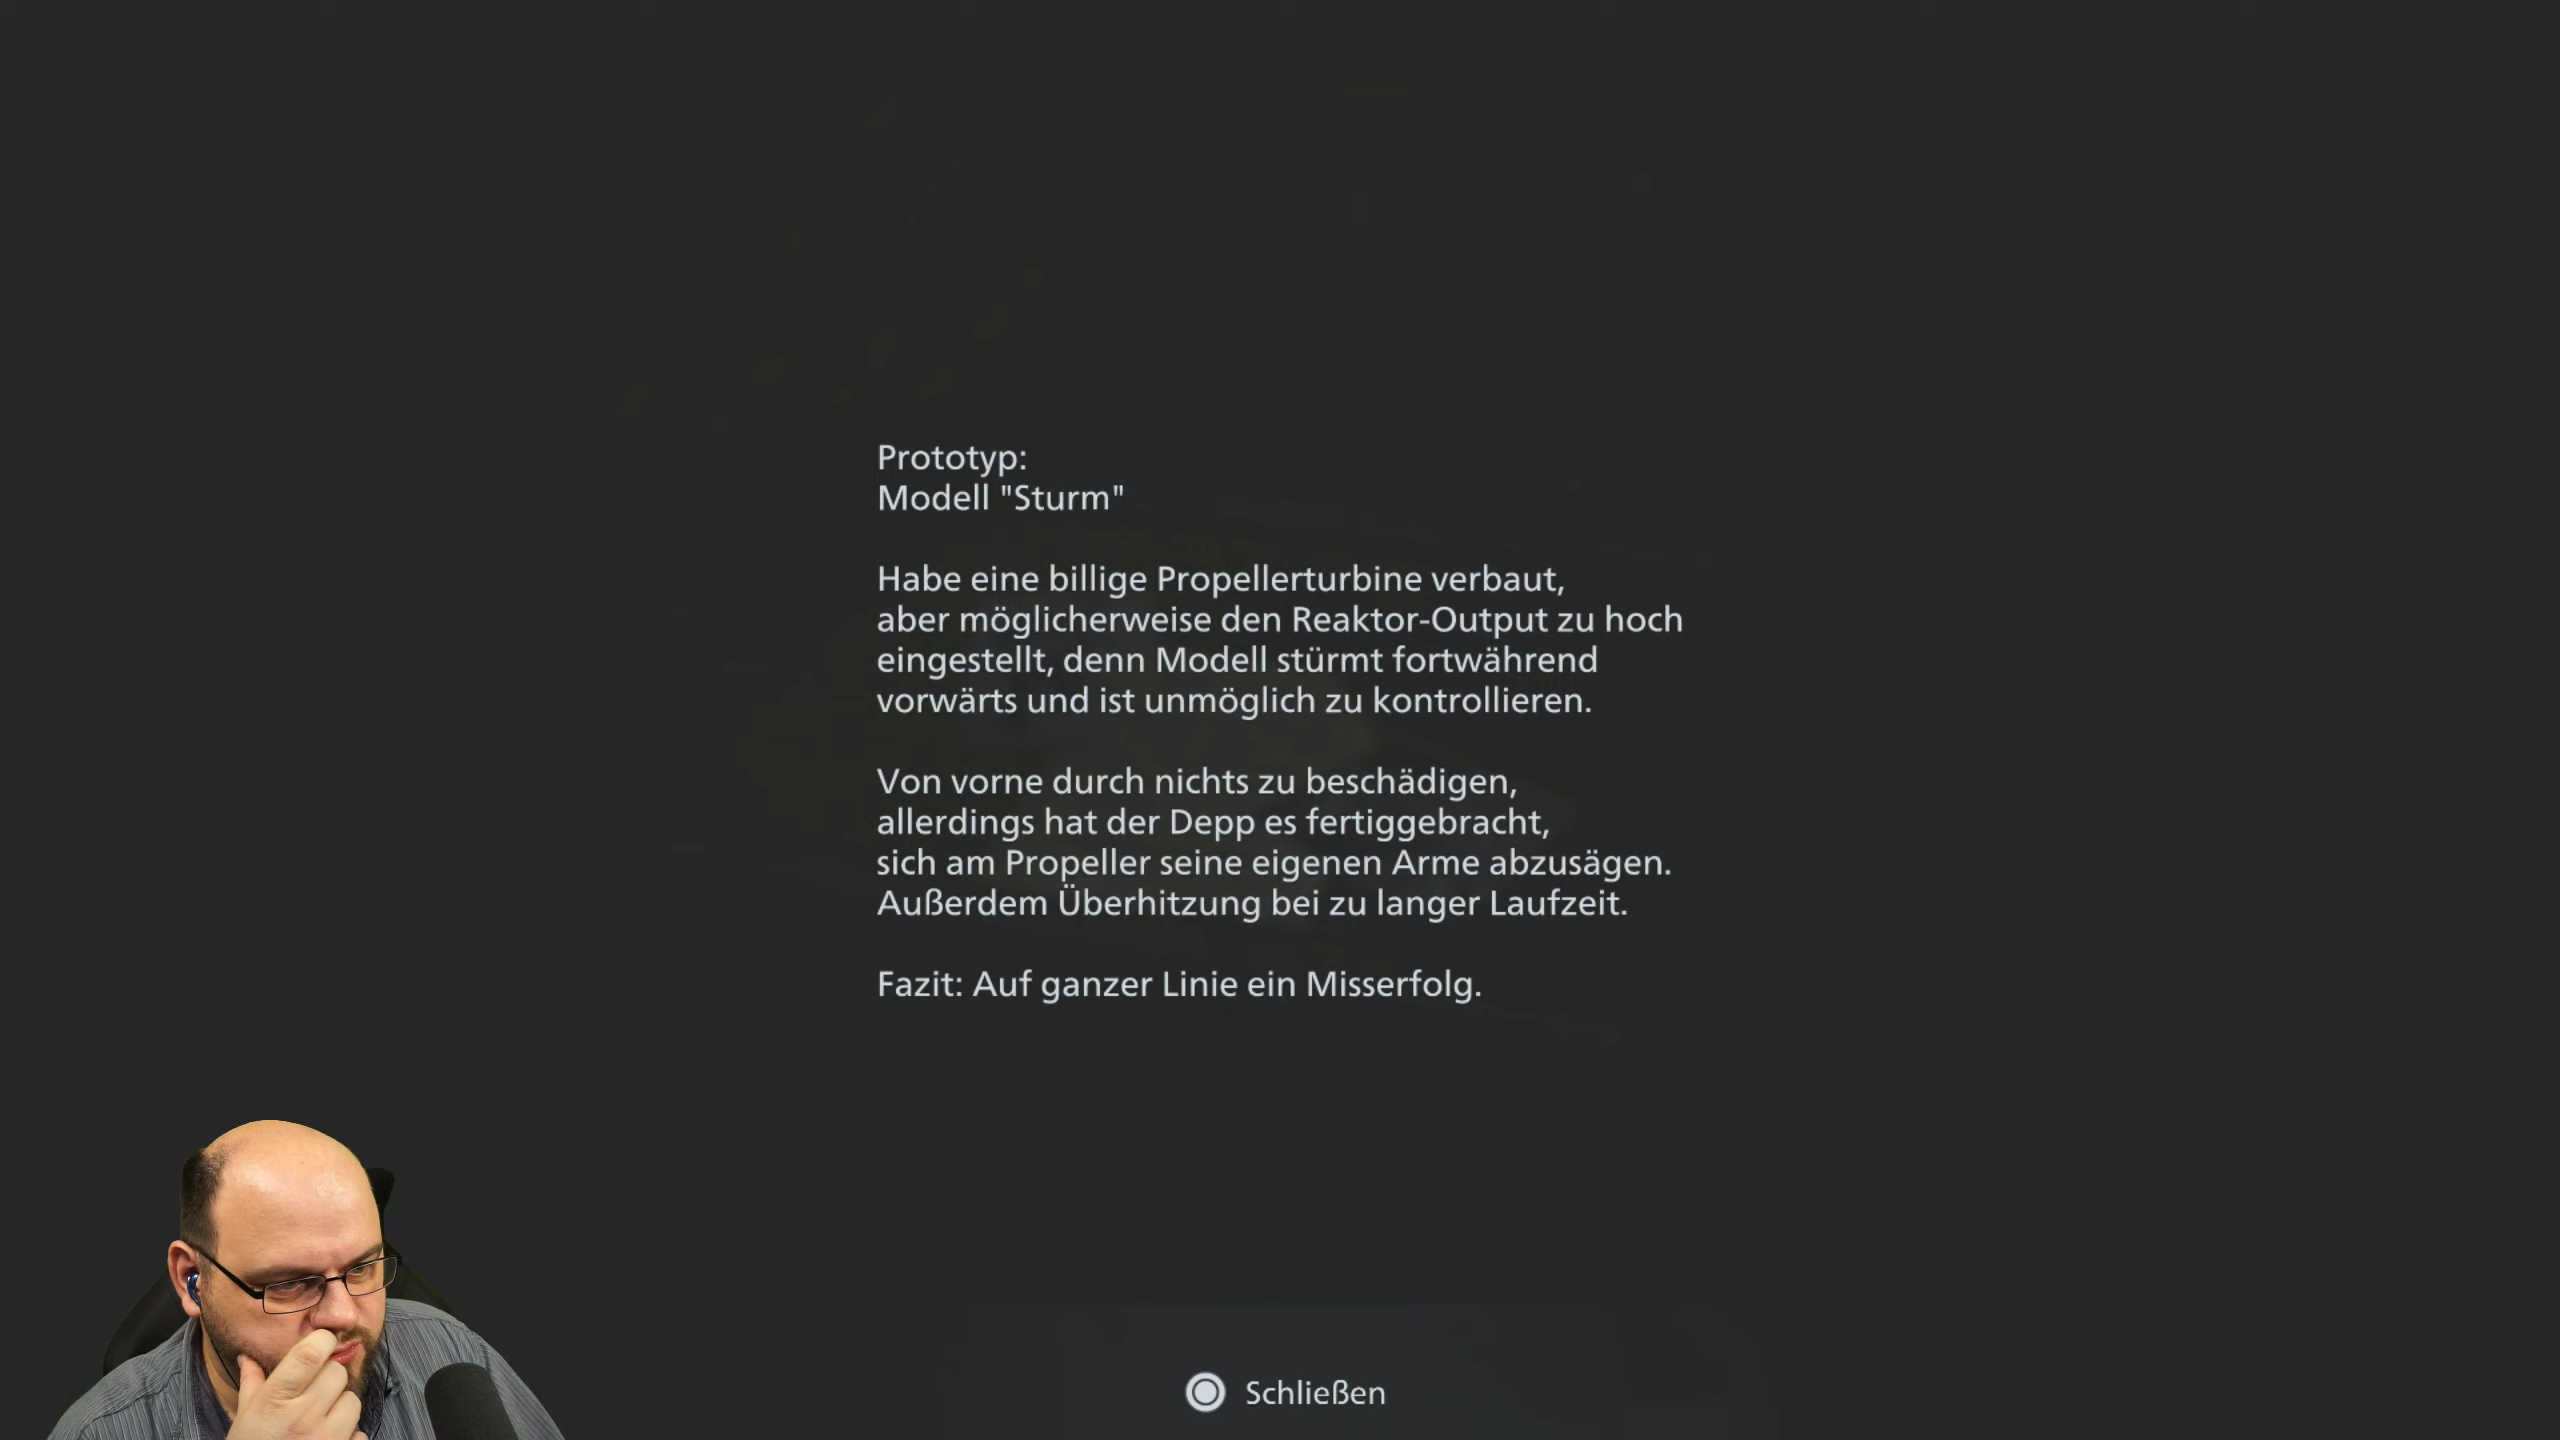 Prototyp:
Modell "Sturm"
Habe eine billige Propellerturbine verbaut,
aber möglicherweise den Reaktor-Output zu hoch
eingestellt, denn Modell stürmt fortwährend
vorwärts und ist unmöglich zu kontrollieren.
Von vorne durch nichts zu beschädigen,
allerdings hat der Depp es fertiggebracht,
sich am Propeller seine eigenen Arme abzusägen.
Außerdem Überhitzung bei zu langer Laufzeit.
Fazit: Auf ganzer Linie ein Misserfolg.
Schließen